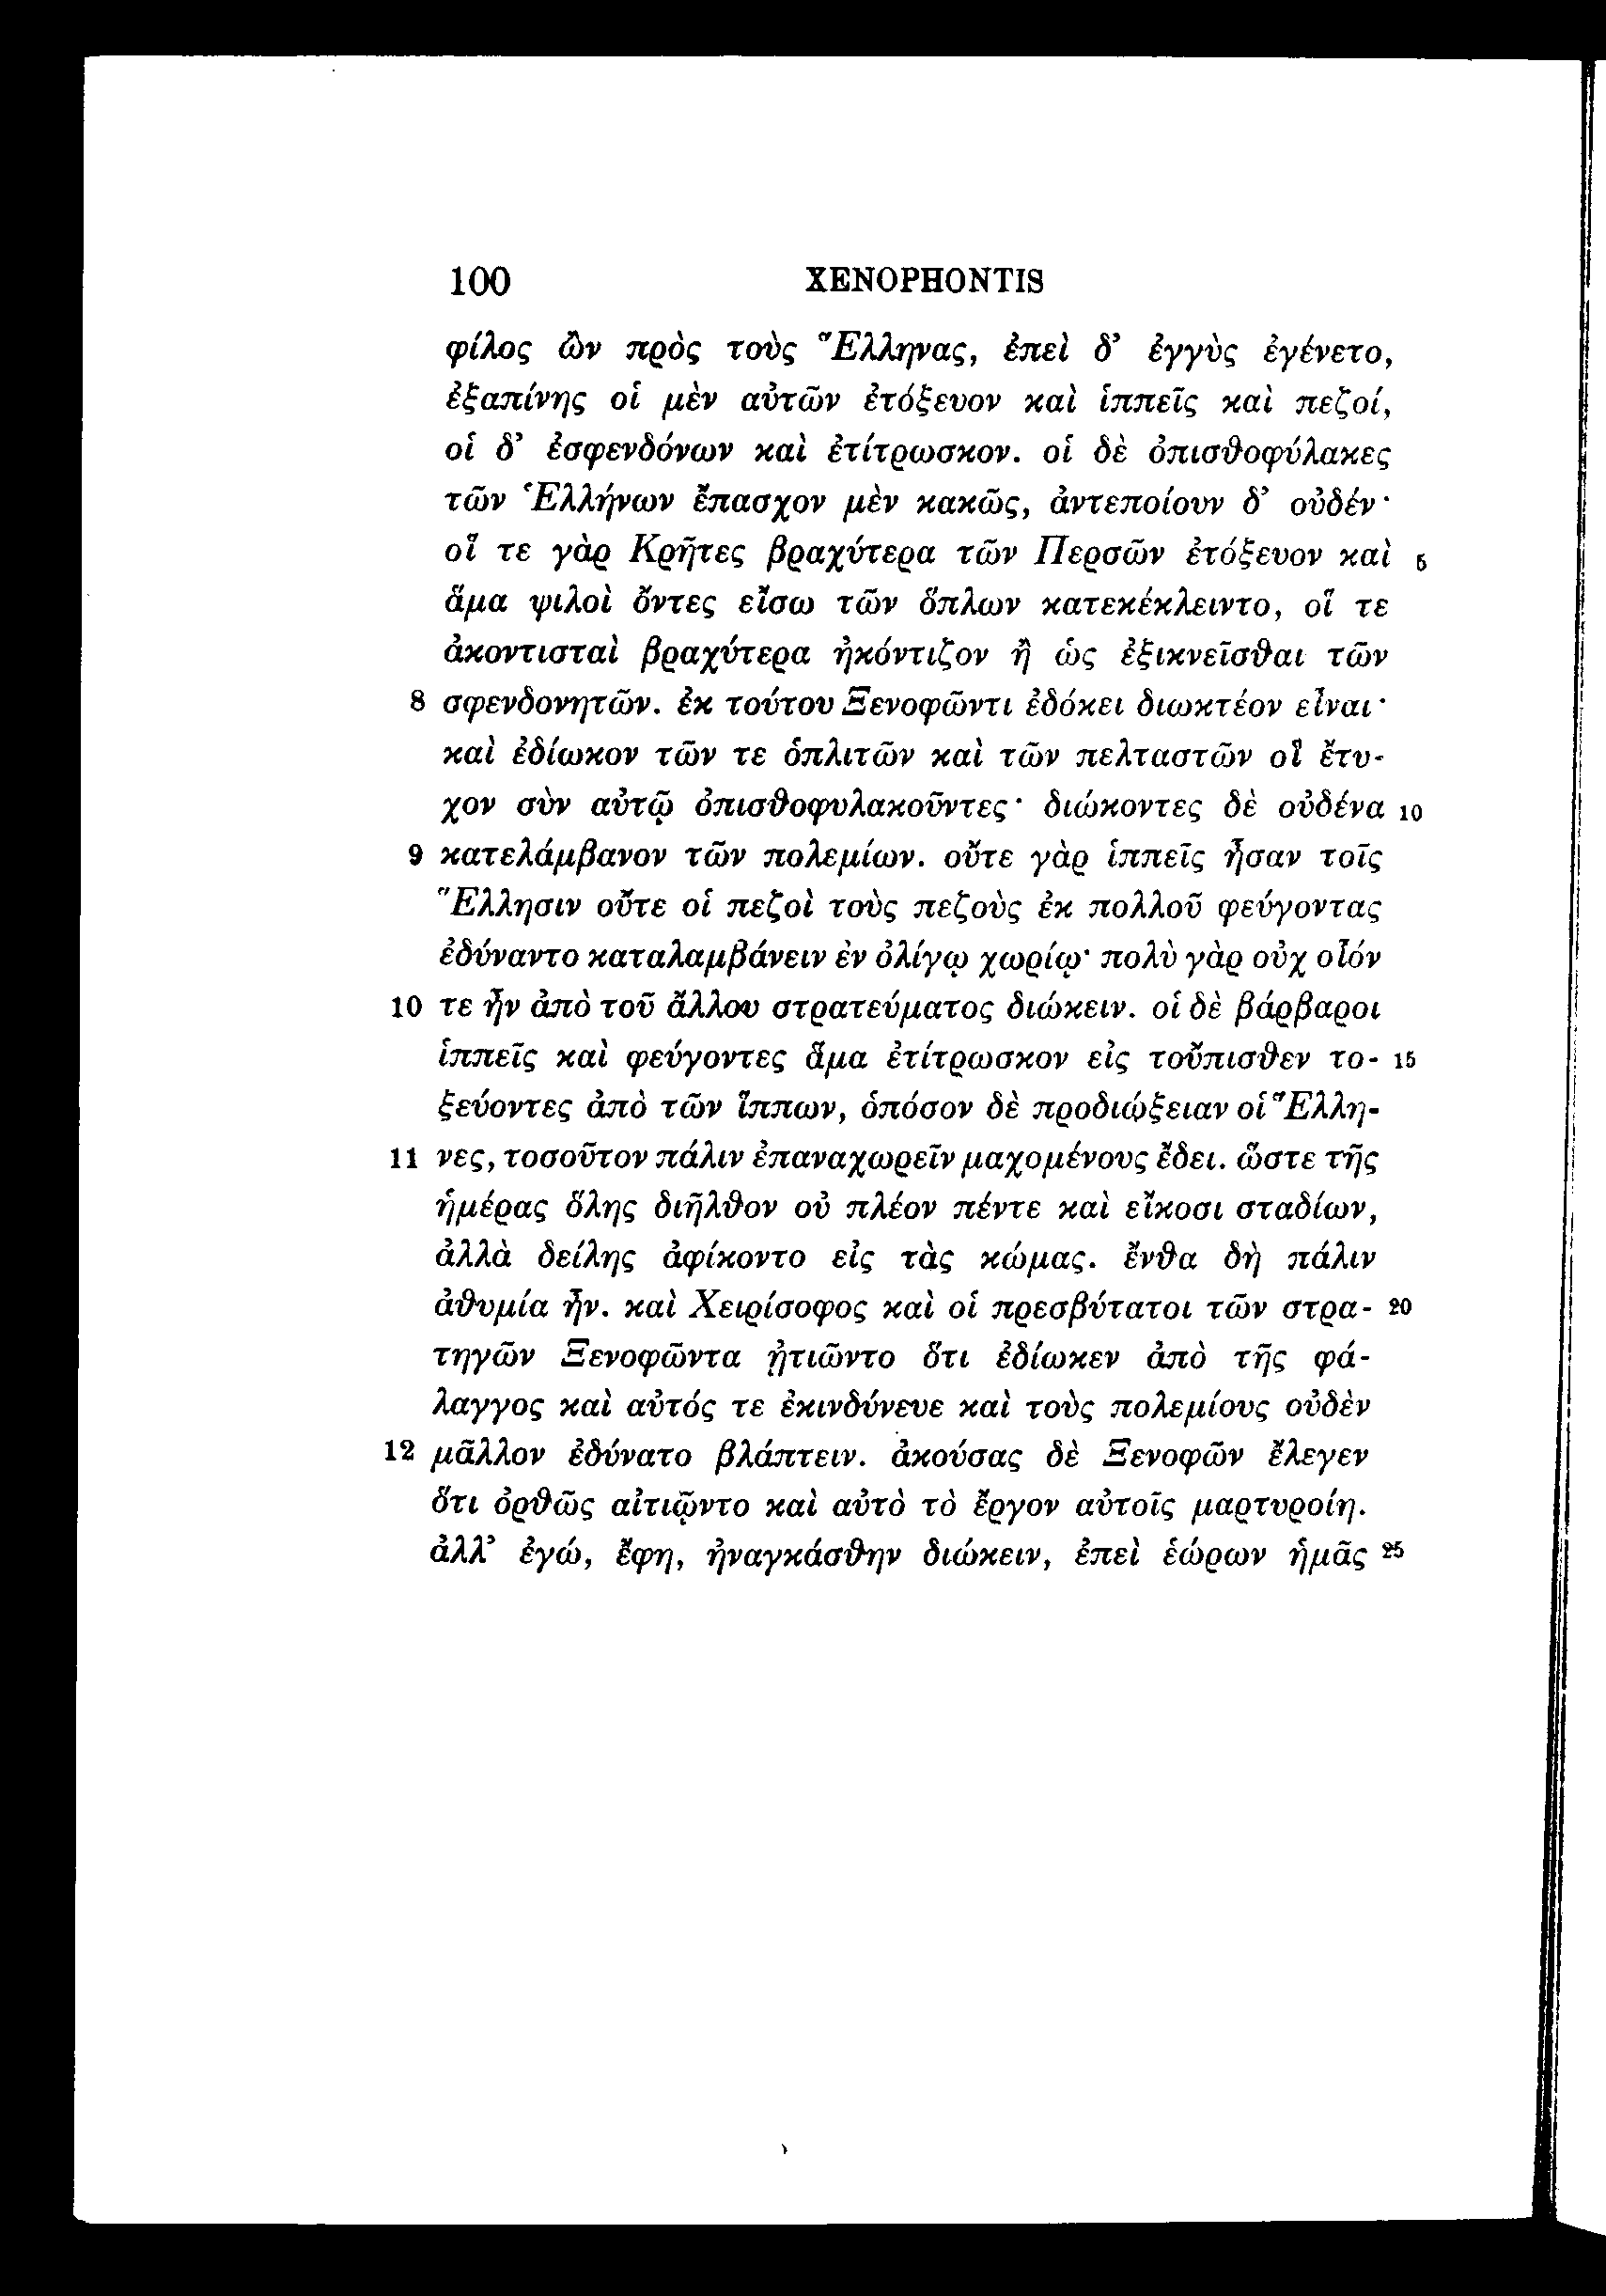 100 XENOPHONTIS
φίλος ὢν πρὸς τοὺς Ἕλληνας, ἐπεὶ δ’ ἐγγὺς ἐγένετο,
ἐξαπίνης οἱ μὲν αὐτῶν ἐτόξευον καὶ ἱππεῖς καὶ πεζοί,
οἱ δ’ ἐσφενδόνων καὶ ἐτίτρωσκον. οἱ δὲ ὀπισθοφύλακες
τῶν Ἑλλήνων ἔπασχον μὲν κακῶς, ἀντεποίουν δ’ οὐδέν·
οἵ τε γὰρ Κρῆτες βραχύτερα τῶν Περσῶν ἐτόξευον καὶ 5
ἅμα ψιλοὶ ὄντες εἴσω τῶν ὅπλων κατεκέκλειντο, οἵ τε
ἀκοντισταὶ βραχύτερα ἠκόντιζον ἢ ὡς ἐξικνεῖσθαι τῶν
8 σφενδονητῶν. ἐκ τούτου Ξενοφῶντι ἐδόκει διωκτέον εἶναι·
καὶ ἐδίωκον τῶν τε ὁπλιτῶν καὶ τῶν πελταστῶν οἳ ἔτυ-
χον σὺν αὐτῷ ὀπισθοφυλακοῦντες· διώκοντες δὲ οὐδένα 10
9 κατελάμβανον τῶν πολεμίων. οὔτε γὰρ ἱππεῖς ἦσαν τοῖς
Ἕλλησιν οὔτε οἱ πεζοὶ τοὺς πεζοὺς ἐκ πολλοῦ φεύγοντας
ἐδύναντο καταλαμβάνειν ἐν ὀλίγῳ χωρίῳ· πολὺ γὰρ οὐχ οἷόν
10 τε ἦν ἀπὸ τοῦ ἄλλου στρατεύματος διώκειν. οἱ δὲ βάρβαροι
ἱππεῖς καὶ φεύγοντες ἅμα ἐτίτρωσκον εἰς τοὔπισθεν το- 15
ξεύοντες ἀπὸ τῶν ἵππων, ὁπόσον δὲ προδιώξειαν οἱ Ἕλλη-
11 νες, τοσοῦτον πάλιν ἐπαναχωρεῖν μαχομένους ἔδει. ὥστε τῆς
ἡμέρας ὅλης διῆλθον οὐ πλέον πέντε καὶ εἴκοσι σταδίων,
ἀλλὰ δείλης ἀφίκοντο εἰς τὰς κώμας. ἔνθα δὴ πάλιν
ἀθυμία ἦν. καὶ Χειρίσοφος καὶ οἱ πρεσβύτατοι τῶν στρα- 20
τηγῶν Ξενοφῶντα ᾐτιῶντο ὅτι ἐδίωκεν ἀπὸ τῆς φά-
λαγγος καὶ αὐτός τε ἐκινδύνευε καὶ τοὺς πολεμίους οὐδὲν
12 μᾶλλον ἐδύνατο βλάπτειν. ἀκούσας δὲ Ξενοφῶν ἔλεγεν
ὅτι ὀρθῶς αἰτιῷντο καὶ αὐτὸ τὸ ἔργον αὐτοῖς μαρτυροίη.
ἀλλ’ ἐγώ, ἔφη, ἠναγκάσθην διώκειν, ἐπεὶ ἑώρων ἡμᾶς 25